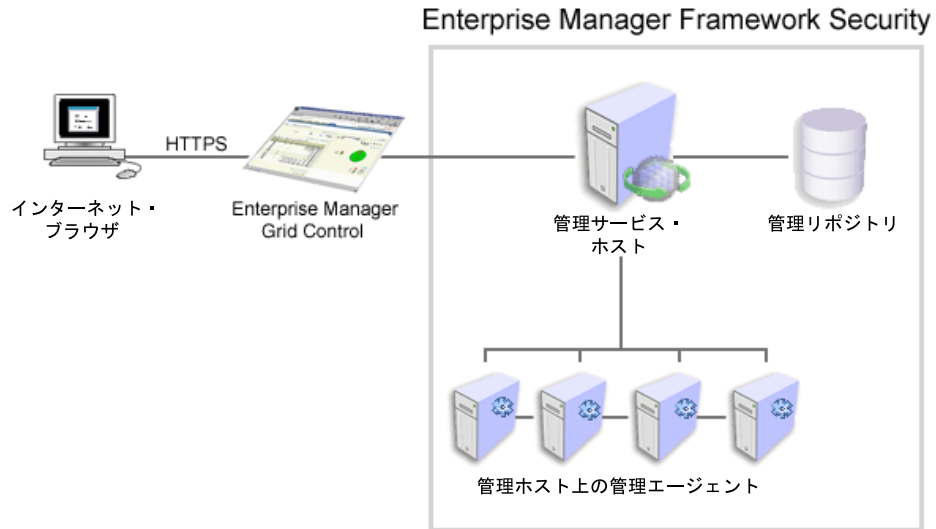 Enterprise Manager Framework Security
HTTPS
インターネット・
ブラウザ
Enterprise Manager
Grid Control
管理サービス・
ホスト
管理リポジトリ
管理ホスト上の管理エージェント